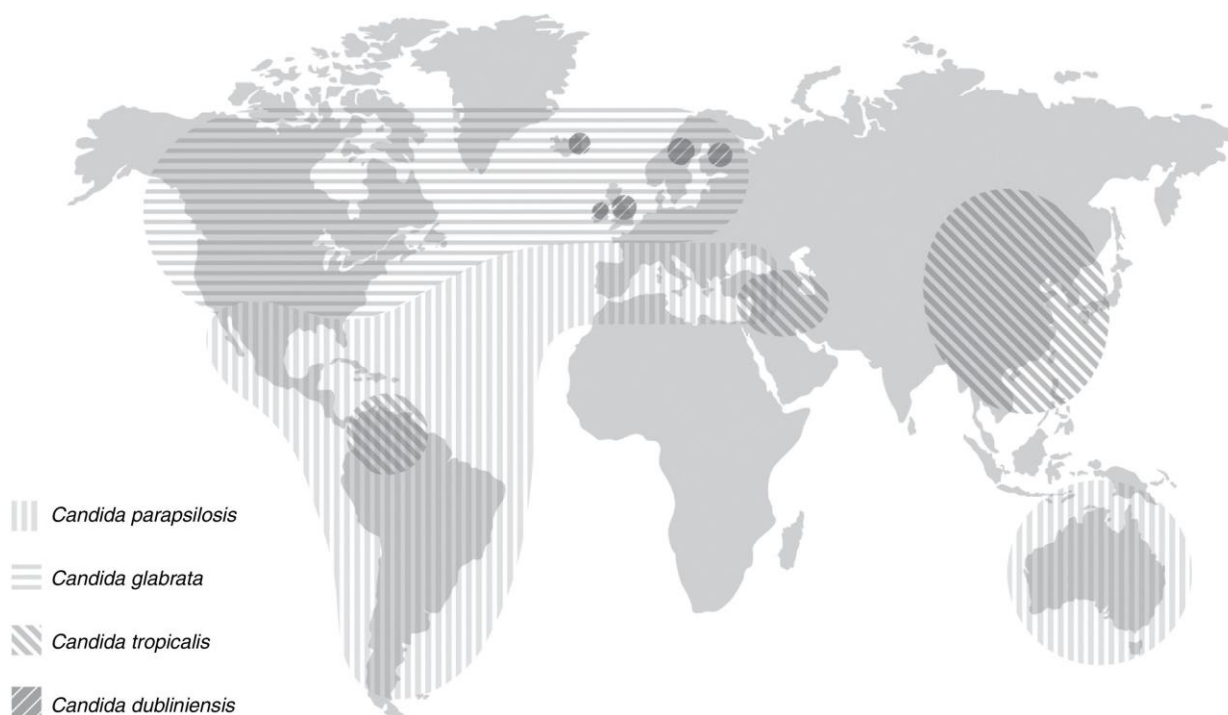 Candida parapsilosis
Candida glabrata
Candida tropicalis
Candida dubliniensis